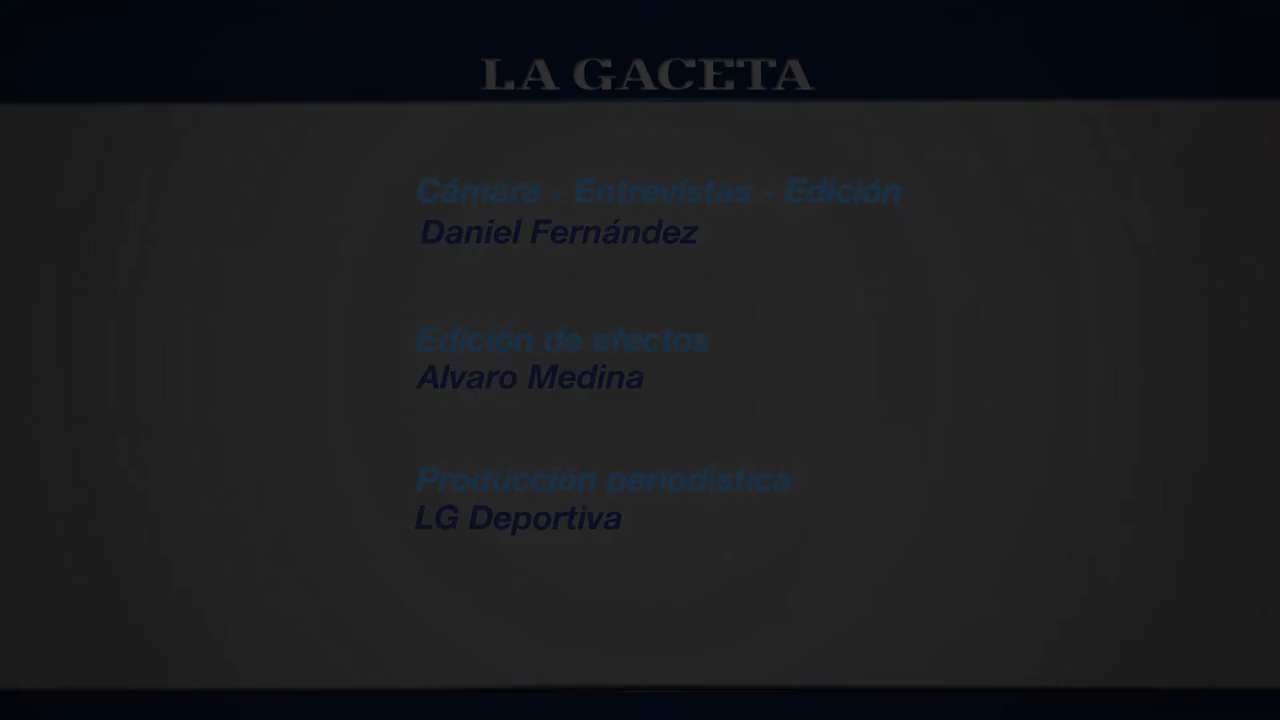 LA GACETA
Cámara - Entrevistas - Edición
Daniel Fernández
Edición de efectos
Alvaro Medina
Producción periodística
LG Deportiva